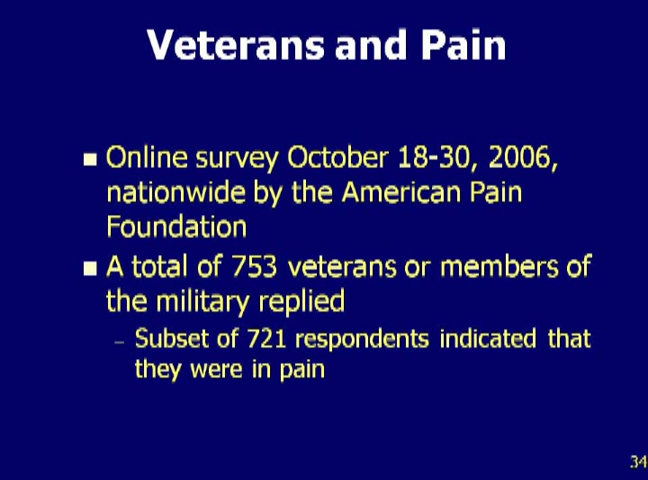 Veterans and Pain
■ Online survey October 18-30, 2006,
nationwide by the American Pain
Foundation
■ A total of 753 veterans or members of
the military replied
– Subset of 721 respondents indicated that
they were in pain
34